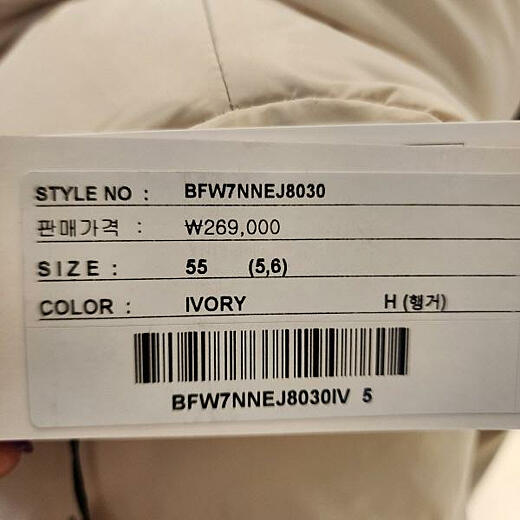 STYLE NO : BFW7NNEJ8030
판매가격 : ₩269,000
SIZE : 55 (5,6)
COLOR : IVORY H (행거)
BFW7NNEJ8030IV 5